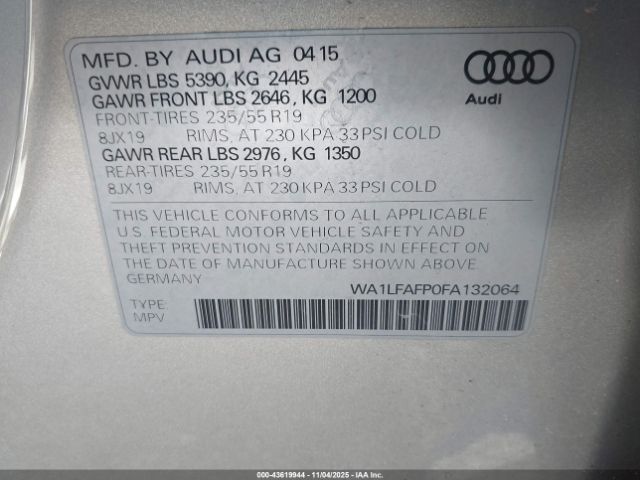 MFD. BY AUDI AG 04 15
GVWR LBS 5390, KG 2445
GAWR FRONT LBS 2646, KG 1200
FRONT-TIRES 235/55 R19
8JX19 RIMS, AT 230 KPA 33 PSI COLD
GAWR REAR LBS 2976, KG 1350
REAR-TIRES 235/55 R19
8JX19 RIMS, AT 230 KPA 33 PSI COLD
Audi
THIS VEHICLE CONFORMS TO ALL APPLICABLE
U.S. FEDERAL MOTOR VEHICLE SAFETY AND
THEFT PREVENTION STANDARDS IN EFFECT ON
THE DATE OF MANUFACTURE SHOWN ABOVE
GERMANY
WA1LFAFP0FA132064
TYPE:
MPV
000-43619944 - 11/04/2025 - IAAI.com